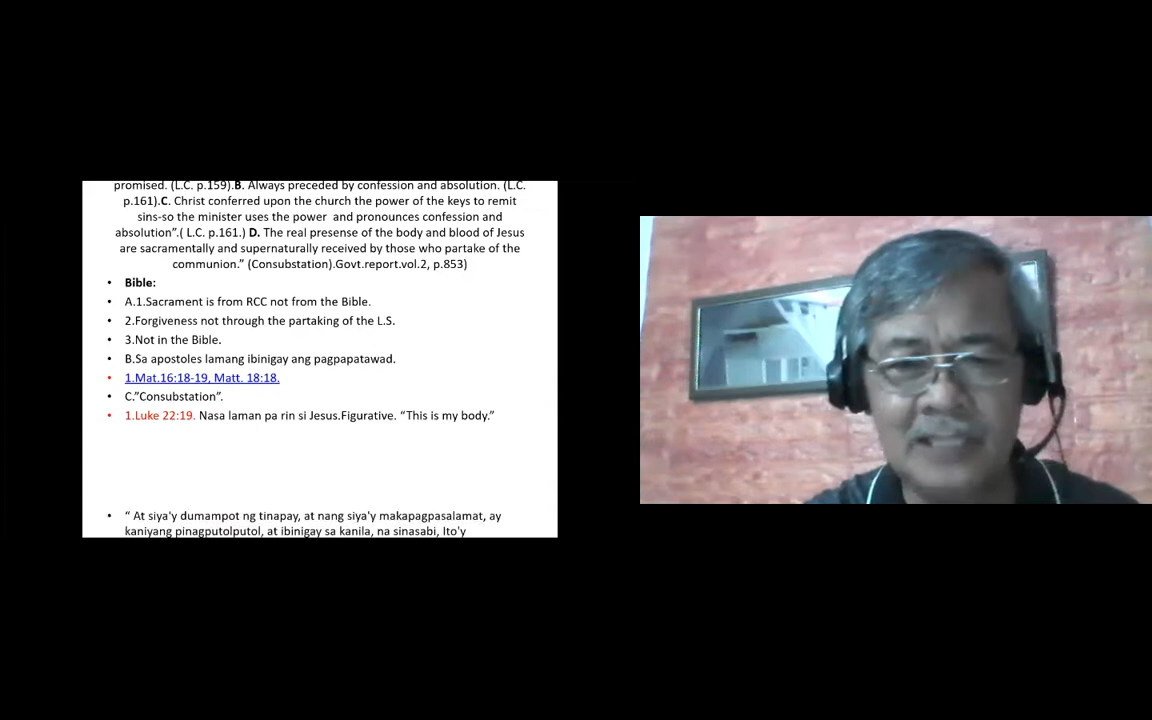 promised. (L.C. p.159).B. Always preceded by confession and absolution. (L.C.
p.161).C. Christ conferred upon the church the power of the keys to remit
sins-so the minister uses the power and pronounces confession and
absolution”.( L.C. p.161.) D. The real presense of the body and blood of Jesus
are sacramentally and supernaturally received by those who partake of the
communion.” (Consubstation).Govt.report.vol.2, p.853)
• Bible:
• A.1.Sacrament is from RCC not from the Bible.
• 2.Forgiveness not through the partaking of the L.S.
• 3.Not in the Bible.
• B.Sa apostoles lamang ibinigay ang pagpapatawad.
• 1.Mat.16:18-19, Matt. 18:18.
• C.”Consubstation”.
• 1.Luke 22:19. Nasa laman pa rin si Jesus.Figurative. “This is my body.”
• “ At siya'y dumampot ng tinapay, at nang siya'y makapagpasalamat, ay
kaniyang pinagputolputol, at ibinigay sa kanila, na sinasabi, Ito'y